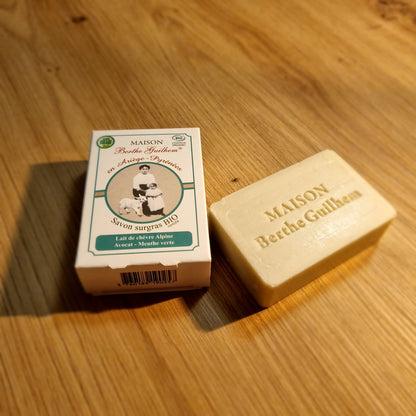 MAISON
Berthe Guilhem
en Ariège-Pyrénées
Savon surgras BIO
Lait de chèvre Alpine
Avocat - Menthe verte
MAISON
Berthe Guilhem